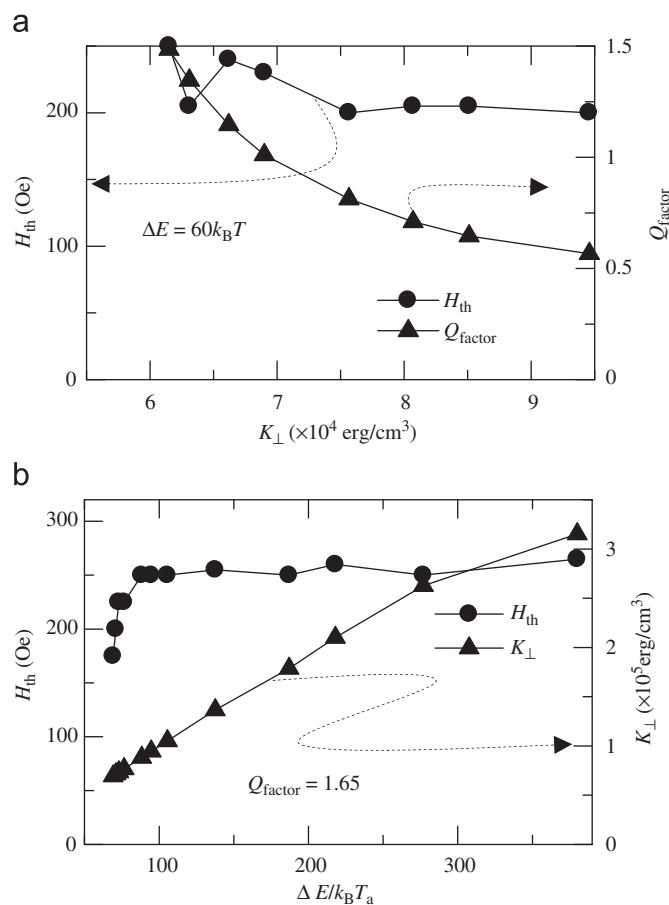 a
200
100
0
H_th (Oe)
ΔE = 60k_BT
H_th
Q_factor
1.5
1
0.5
0
Q_factor
6 7 8 9
K_⊥ (×10^4 erg/cm^3)
b
300
200
100
0
H_th (Oe)
H_th
K_⊥
Q_factor = 1.65
3
2
1
0
K_⊥ (×10^5erg/cm^3)
100 200 300
Δ E/k_BT_a